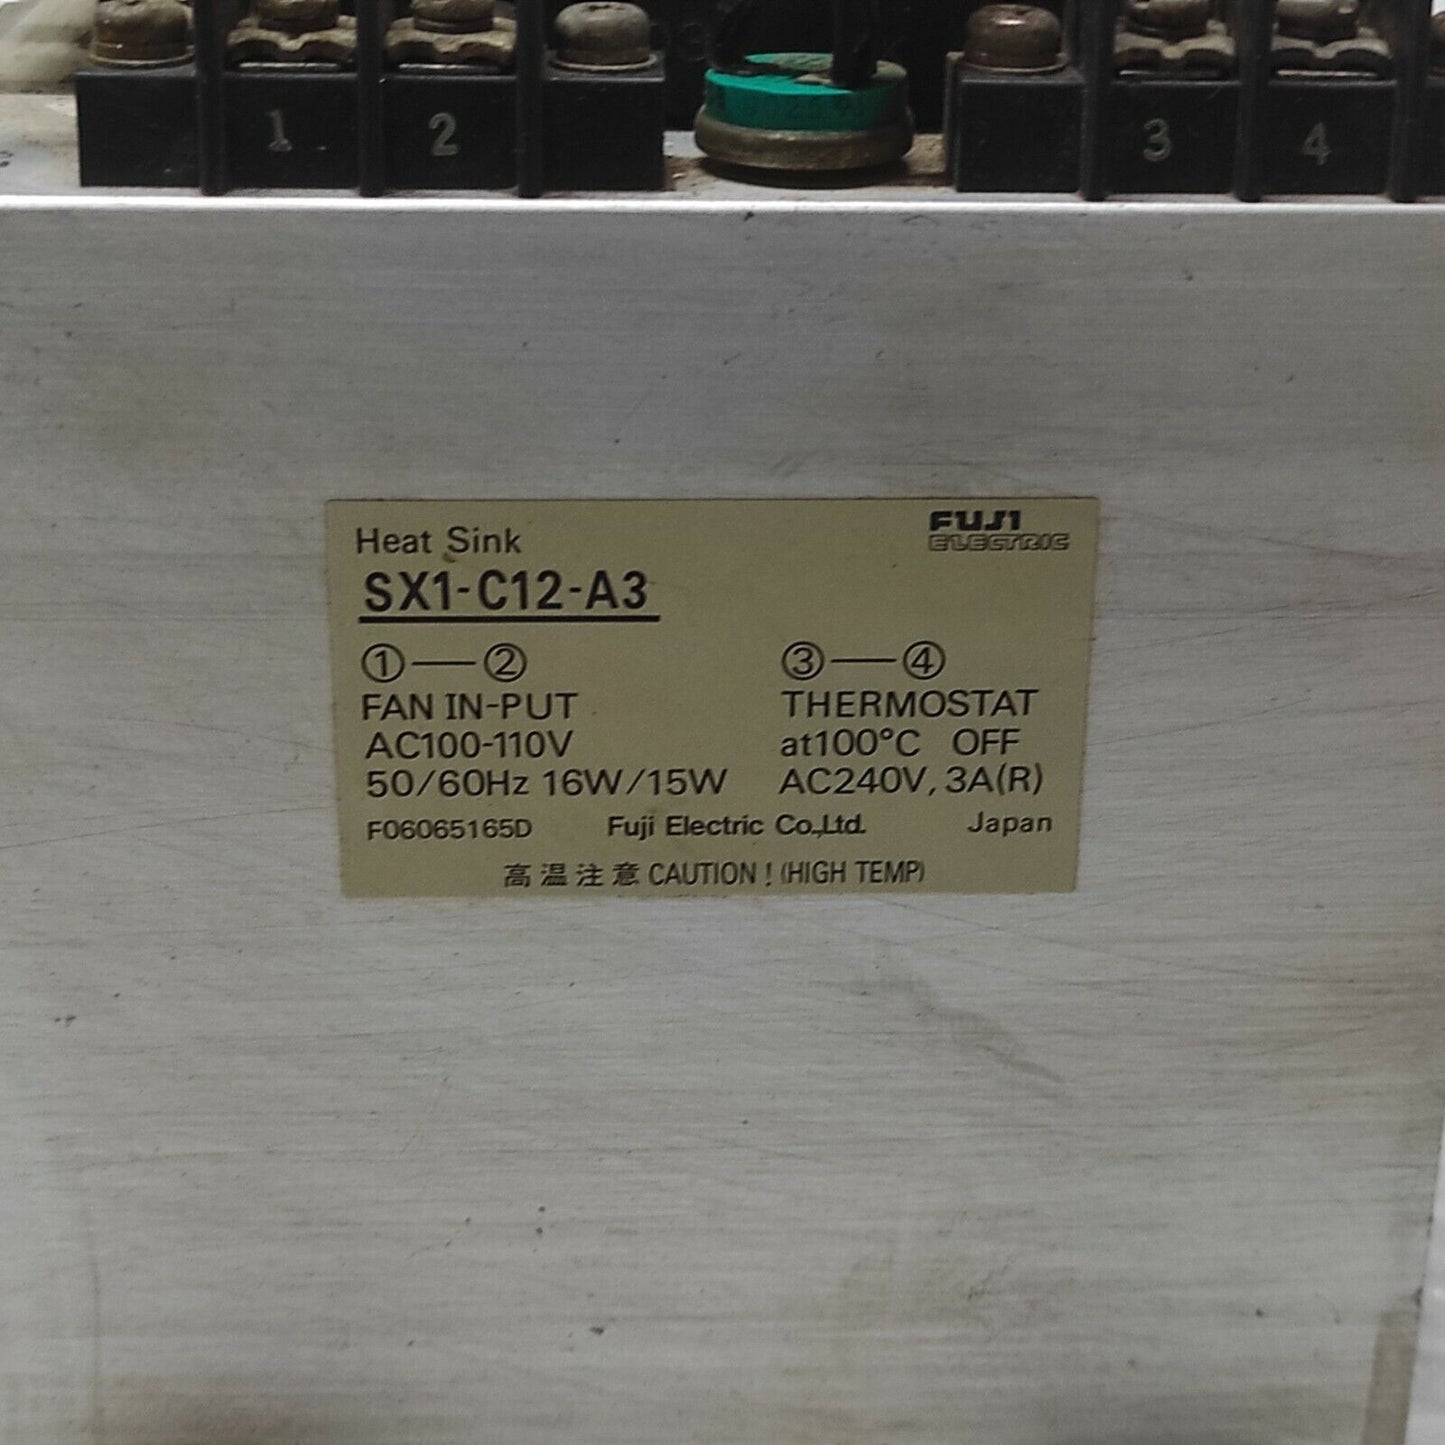 1 2 3 4
Heat Sink
FUJI
ELECTRIC
SX1-C12-A3
①—② ③—④
FAN IN-PUT THERMOSTAT
AC100-110V at100°C OFF
50/60Hz 16W/15W AC240V, 3A(R)
F06065165D Fuji Electric Co.,Ltd. Japan
高温注意 CAUTION! (HIGH TEMP)